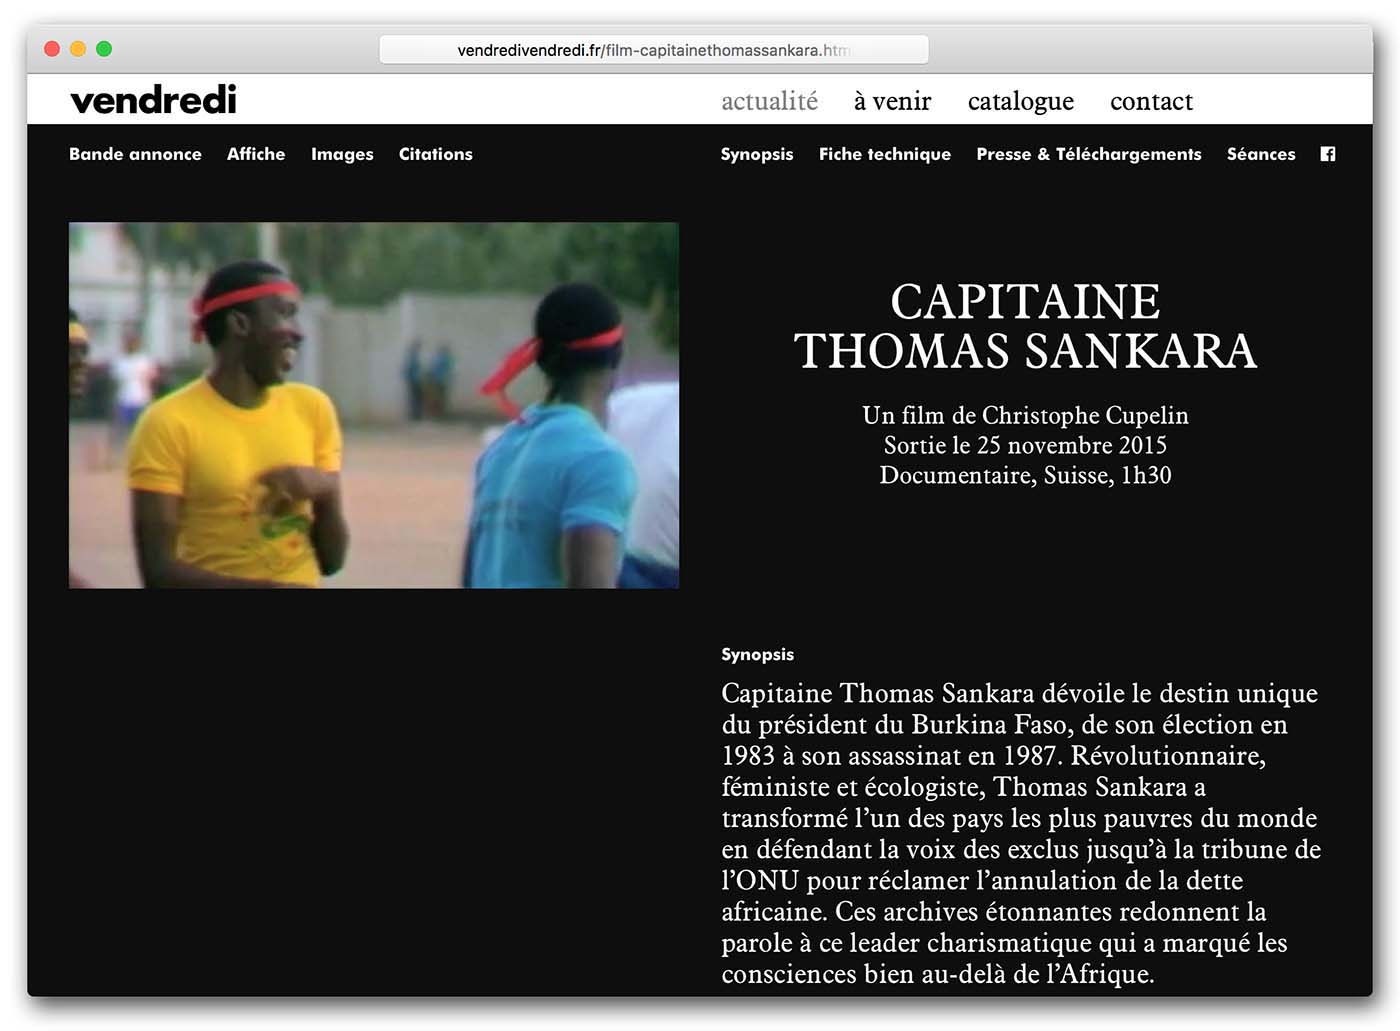 vendredivendredi.fr/film-capitainethomassankara.htm
vendredi
actualité à venir catalogue contact
Bande annonce Affiche Images Citations
Synopsis Fiche technique Presse & Téléchargements Séances
CAPITAINE
THOMAS SANKARA
Un film de Christophe Cupelin
Sortie le 25 novembre 2015
Documentaire, Suisse, 1h30
Synopsis
Capitaine Thomas Sankara dévoile le destin unique
du président du Burkina Faso, de son élection en
1983 à son assassinat en 1987. Révolutionnaire,
féministe et écologiste, Thomas Sankara a
transformé l’un des pays les plus pauvres du monde
en défendant la voix des exclus jusqu’à la tribune de
l’ONU pour réclamer l’annulation de la dette
africaine. Ces archives étonnantes redonnent la
parole à ce leader charismatique qui a marqué les
consciences bien au-delà de l’Afrique.